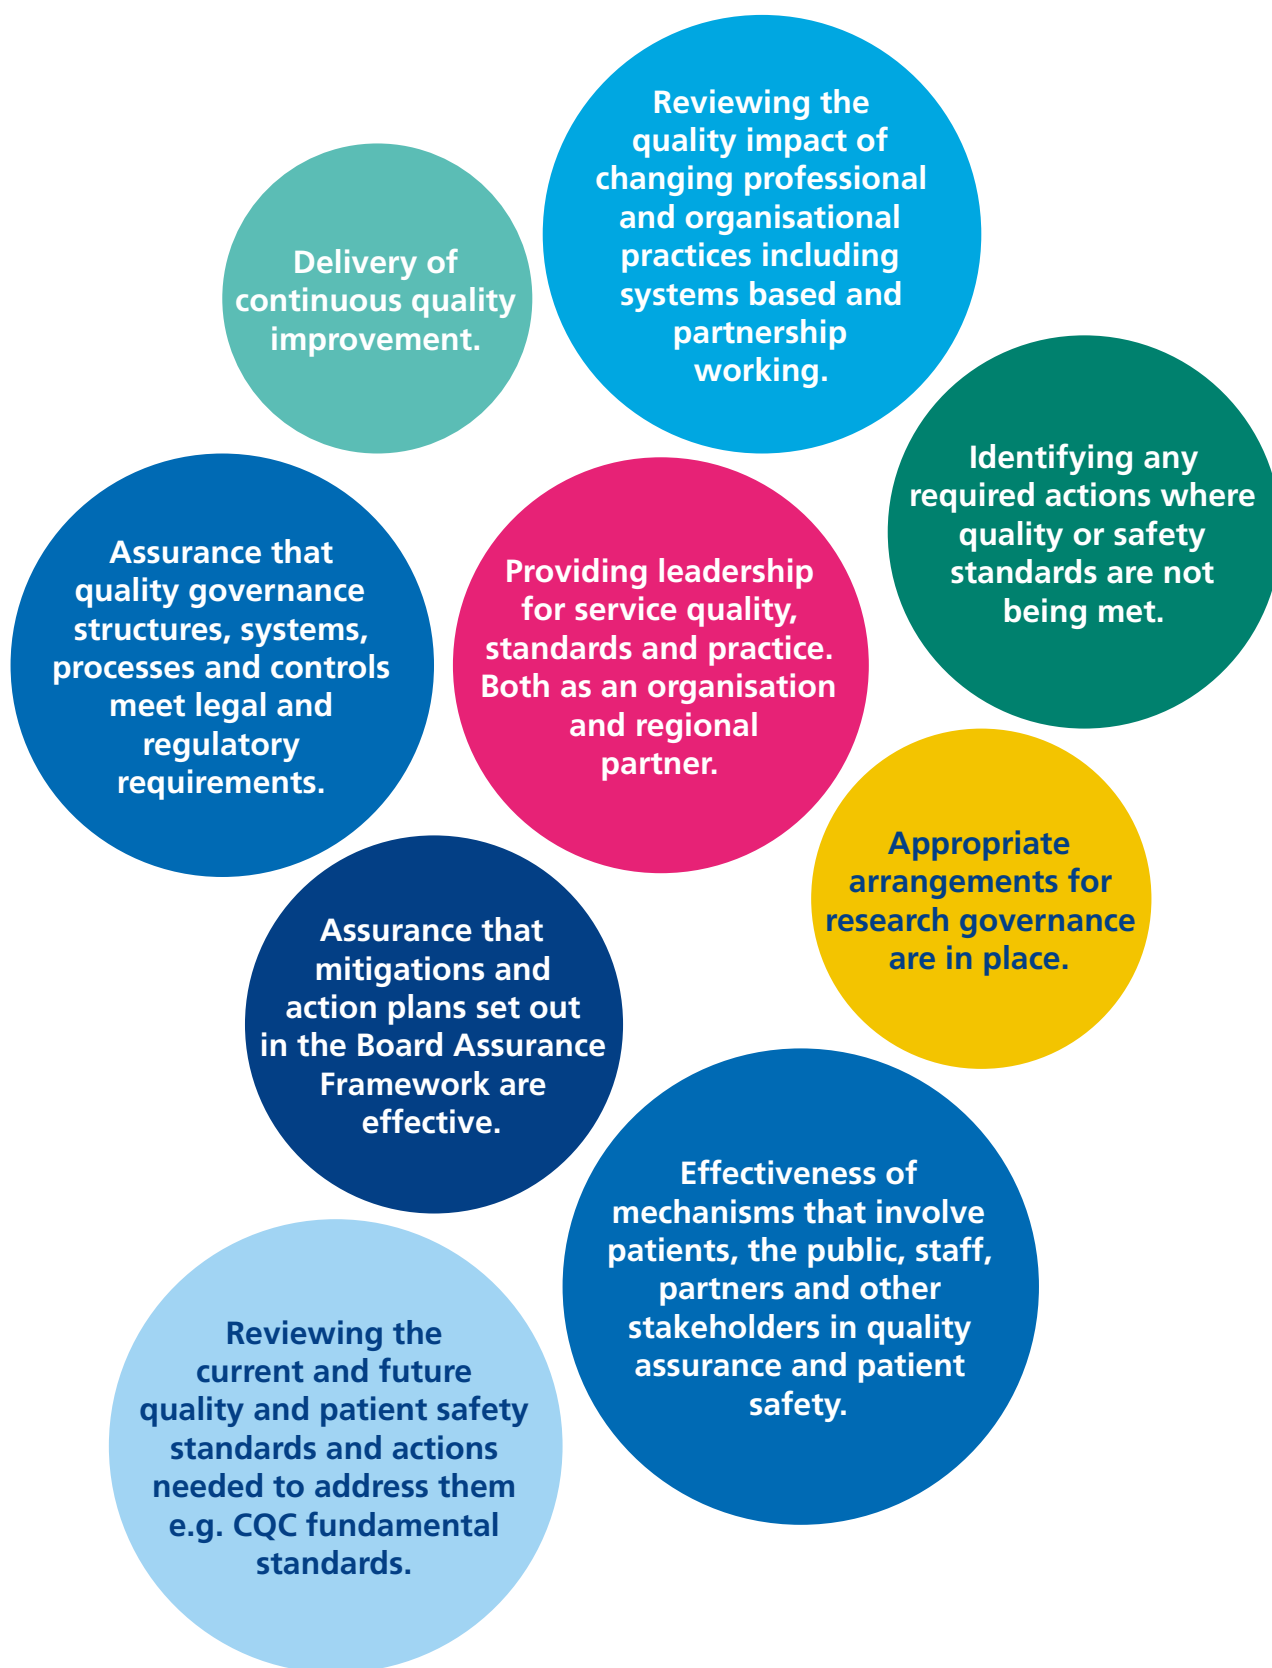 Reviewing the
quality impact of
changing professional
and organisational
practices including
systems based and
partnership
working.
Delivery of
continuous quality
improvement.
Identifying any
required actions where
quality or safety
standards are not
being met.
Assurance that
quality governance
structures, systems,
processes and controls
meet legal and
regulatory
requirements.
Providing leadership
for service quality,
standards and practice.
Both as an organisation
and regional
partner.
Appropriate
arrangements for
research governance
are in place.
Assurance that
mitigations and
action plans set out
in the Board Assurance
Framework are
effective.
Effectiveness of
mechanisms that involve
patients, the public, staff,
partners and other
stakeholders in quality
assurance and patient
safety.
Reviewing the
current and future
quality and patient safety
standards and actions
needed to address them
e.g. CQC fundamental
standards.